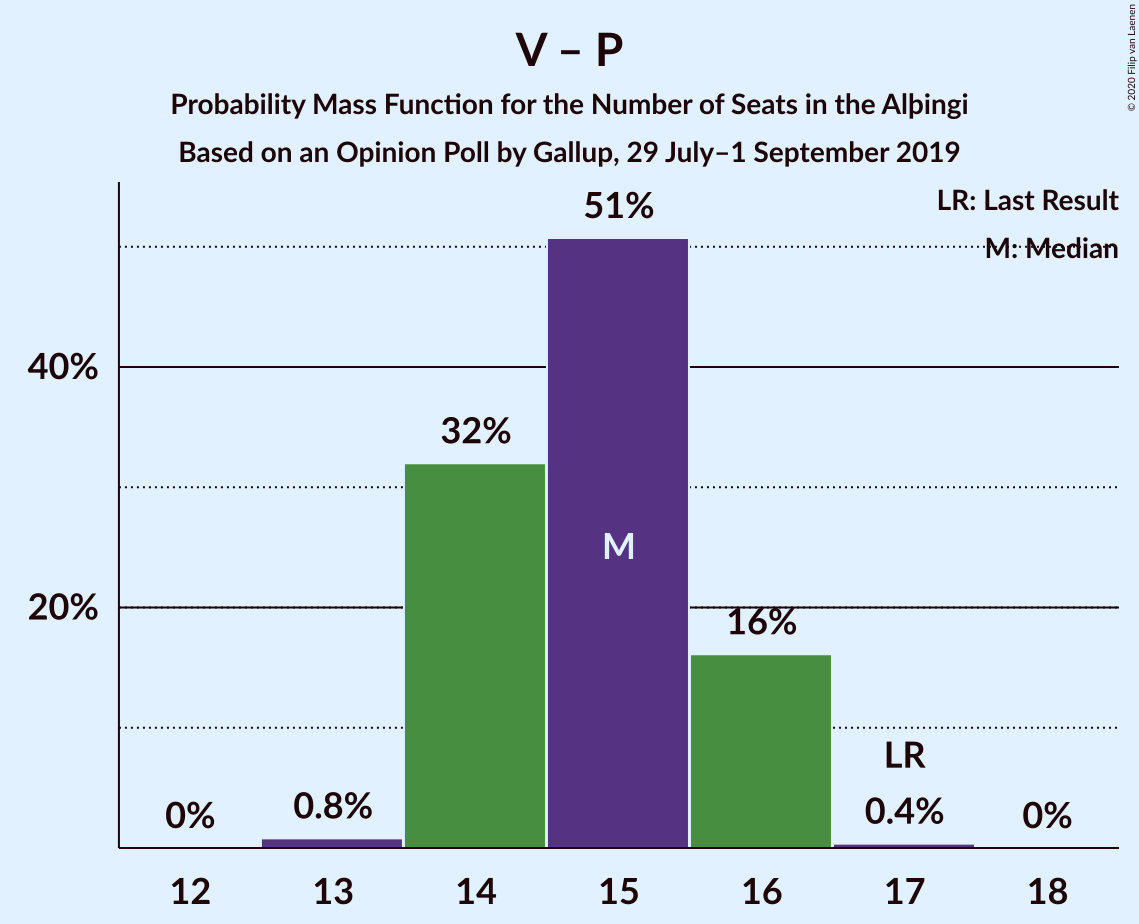 V – P
Probability Mass Function for the Number of Seats in the Alþingi
Based on an Opinion Poll by Gallup, 29 July–1 September 2019
© 2020 Filip van Laenen
LR: Last Result
M: Median
51%
40%
32%
M
20%
16%
LR
0%
0.8%
0.4%
0%
12
13
14
15
16
17
18